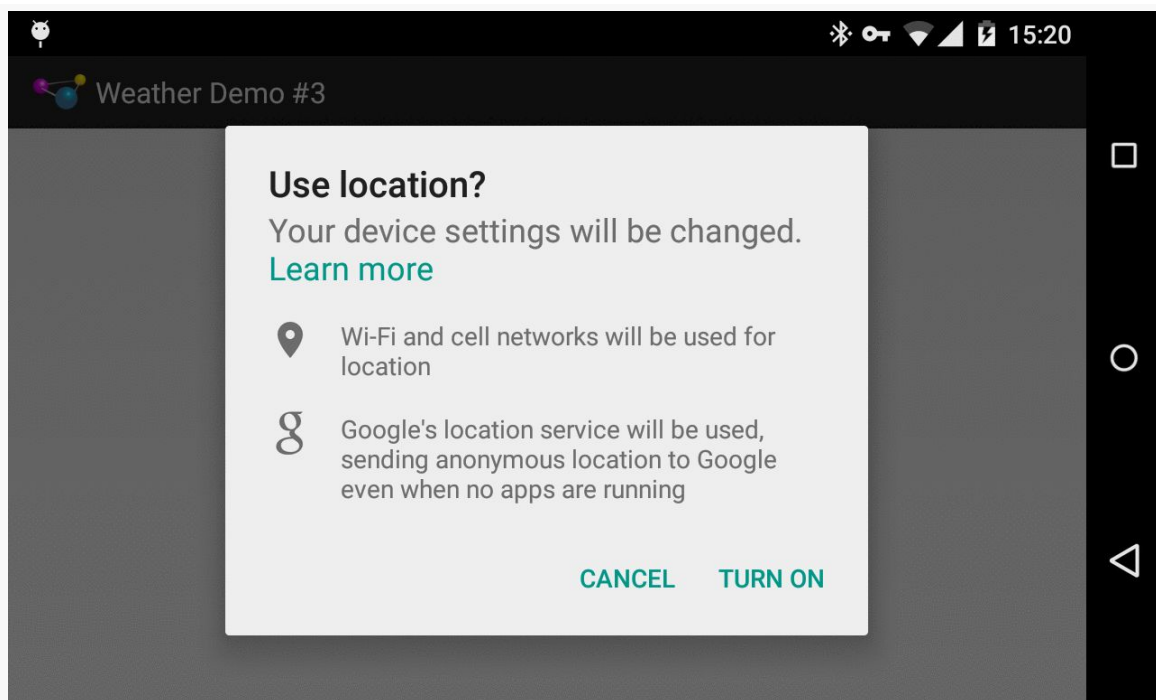 15:20
Weather Demo #3
Use location?
Your device settings will be changed.
Learn more
Wi-Fi and cell networks will be used for
location
g
Google's location service will be used,
sending anonymous location to Google
even when no apps are running
CANCEL TURN ON